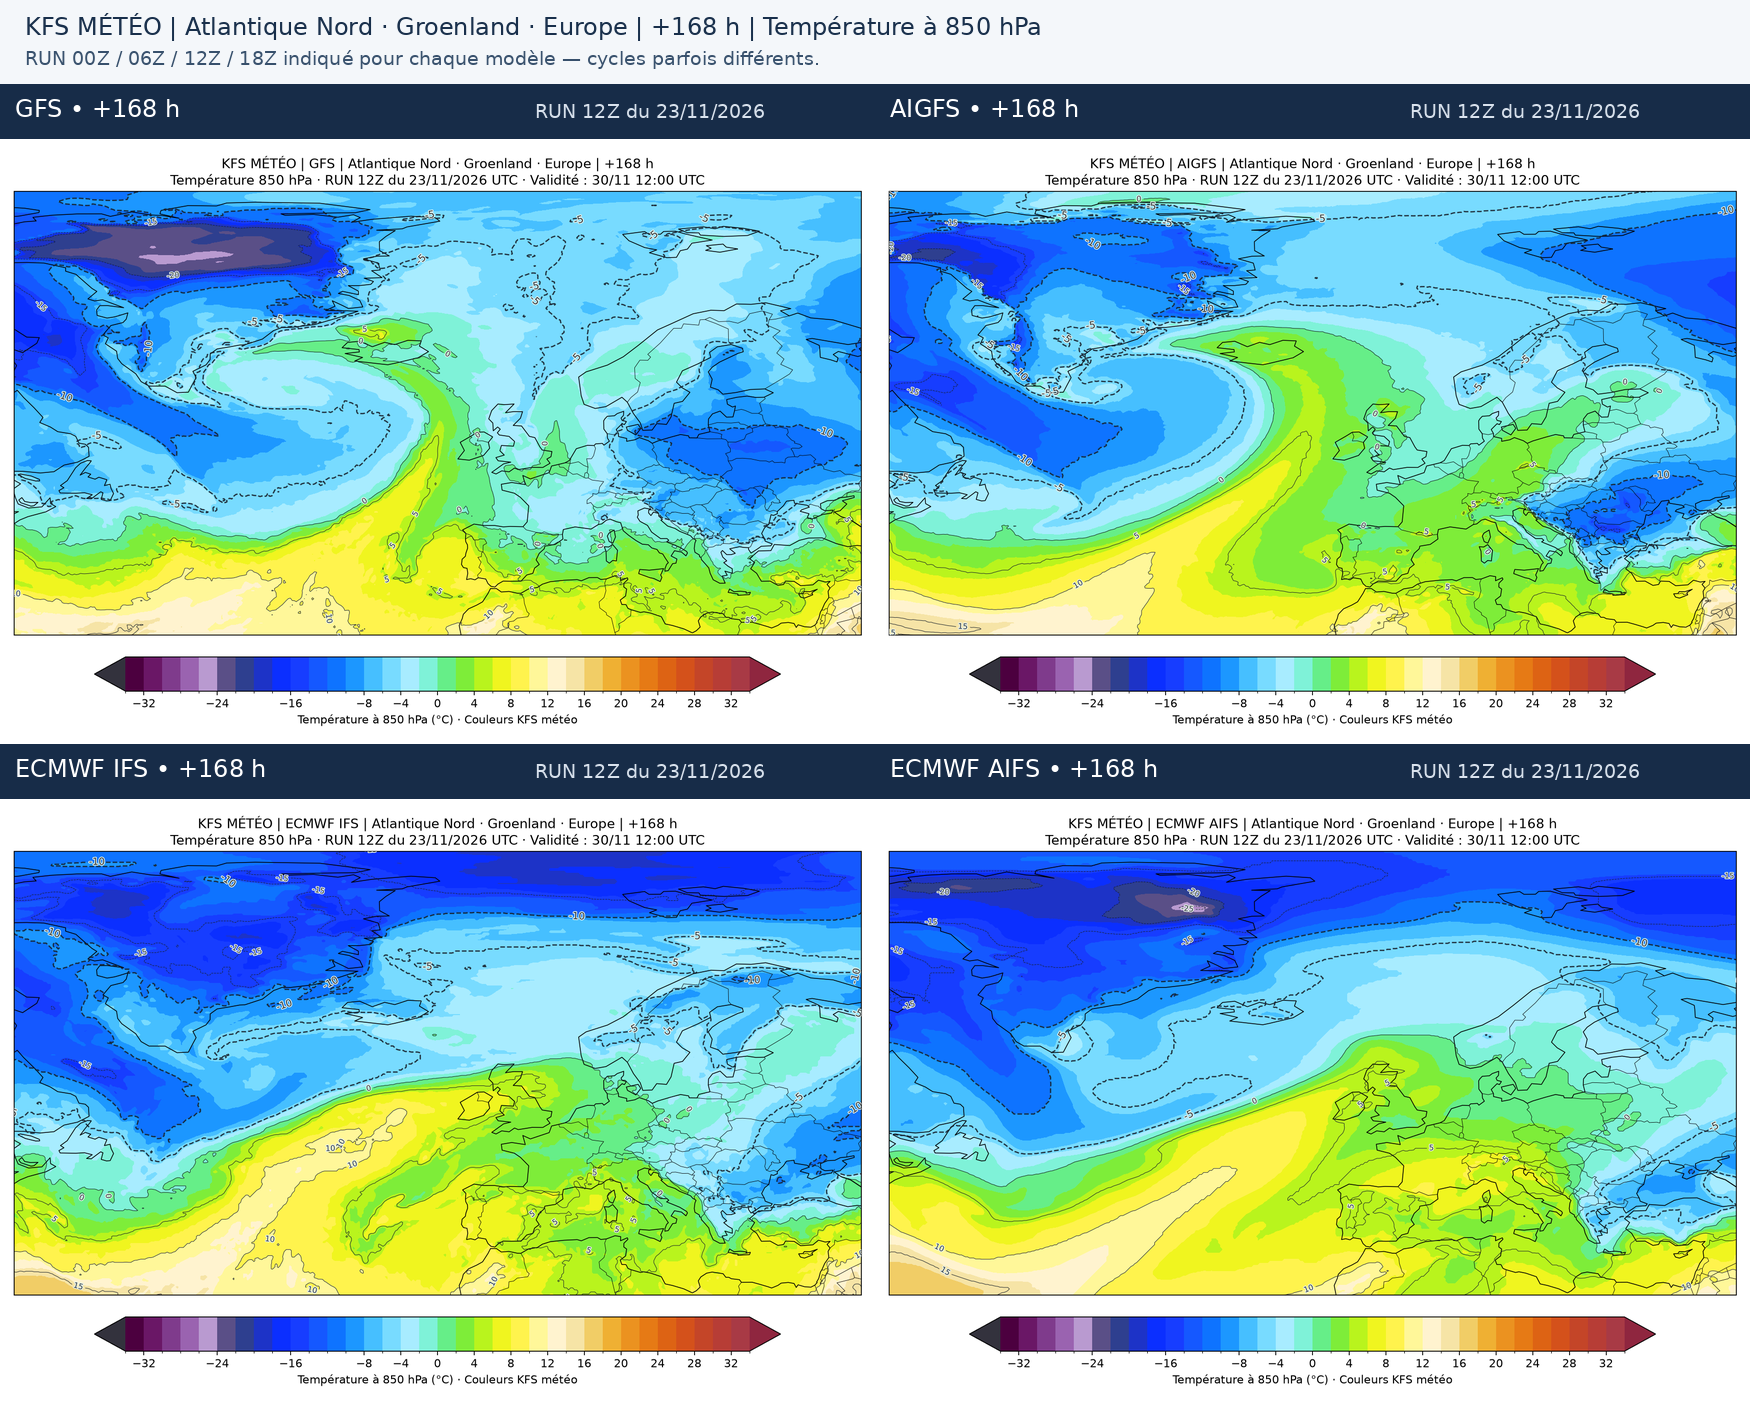 KFS MÉTÉO | Atlantique Nord · Groenland · Europe | +168 h | Température à 850 hPa
RUN 00Z / 06Z / 12Z / 18Z indiqué pour chaque modèle — cycles parfois différents.
GFS • +168 h RUN 12Z du 23/11/2026
KFS MÉTÉO | GFS | Atlantique Nord · Groenland · Europe | +168 h
Température 850 hPa · RUN 12Z du 23/11/2026 UTC · Validité : 30/11 12:00 UTC
−32 −24 −16 −8 −4 0 4 8 12 16 20 24 28 32
Température à 850 hPa (°C) · Couleurs KFS météo
AIGFS • +168 h RUN 12Z du 23/11/2026
KFS MÉTÉO | AIGFS | Atlantique Nord · Groenland · Europe | +168 h
Température 850 hPa · RUN 12Z du 23/11/2026 UTC · Validité : 30/11 12:00 UTC
−32 −24 −16 −8 −4 0 4 8 12 16 20 24 28 32
Température à 850 hPa (°C) · Couleurs KFS météo
ECMWF IFS • +168 h RUN 12Z du 23/11/2026
KFS MÉTÉO | ECMWF IFS | Atlantique Nord · Groenland · Europe | +168 h
Température 850 hPa · RUN 12Z du 23/11/2026 UTC · Validité : 30/11 12:00 UTC
−32 −24 −16 −8 −4 0 4 8 12 16 20 24 28 32
Température à 850 hPa (°C) · Couleurs KFS météo
ECMWF AIFS • +168 h RUN 12Z du 23/11/2026
KFS MÉTÉO | ECMWF AIFS | Atlantique Nord · Groenland · Europe | +168 h
Température 850 hPa · RUN 12Z du 23/11/2026 UTC · Validité : 30/11 12:00 UTC
−32 −24 −16 −8 −4 0 4 8 12 16 20 24 28 32
Température à 850 hPa (°C) · Couleurs KFS météo